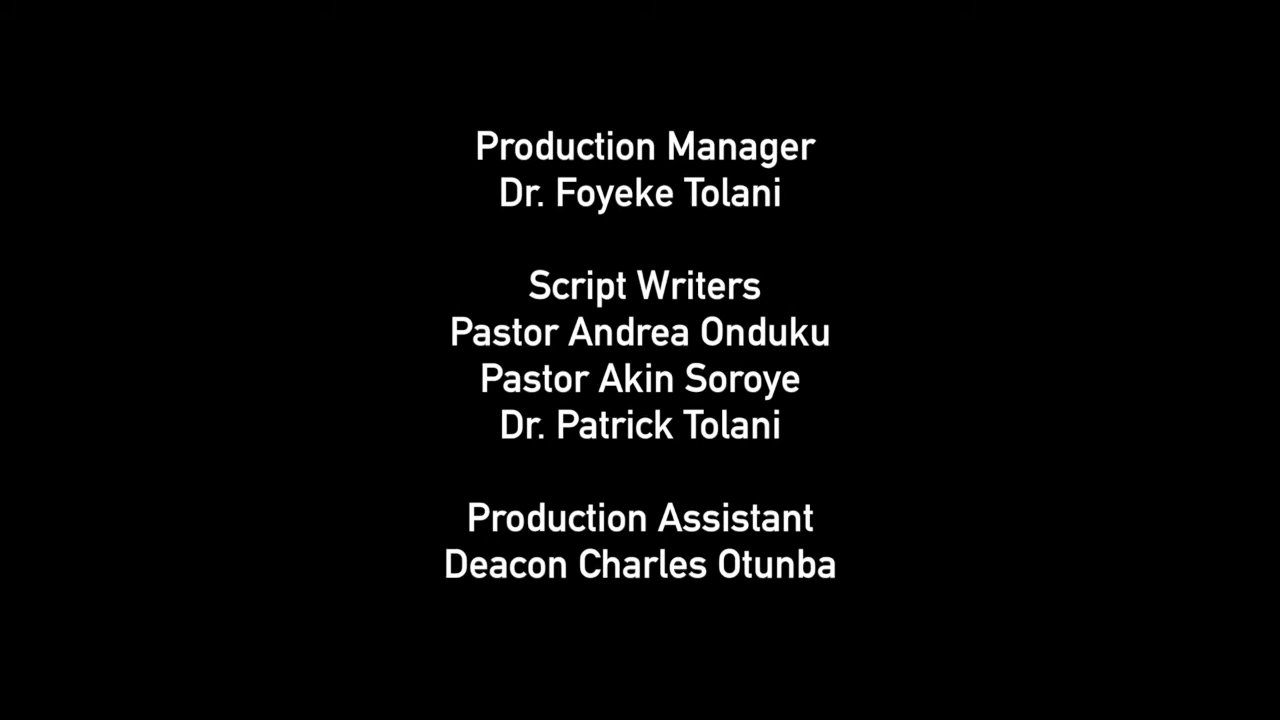 Production Manager
Dr. Foyeke Tolani
Script Writers
Pastor Andrea Onduku
Pastor Akin Soroye
Dr. Patrick Tolani
Production Assistant
Deacon Charles Otunba